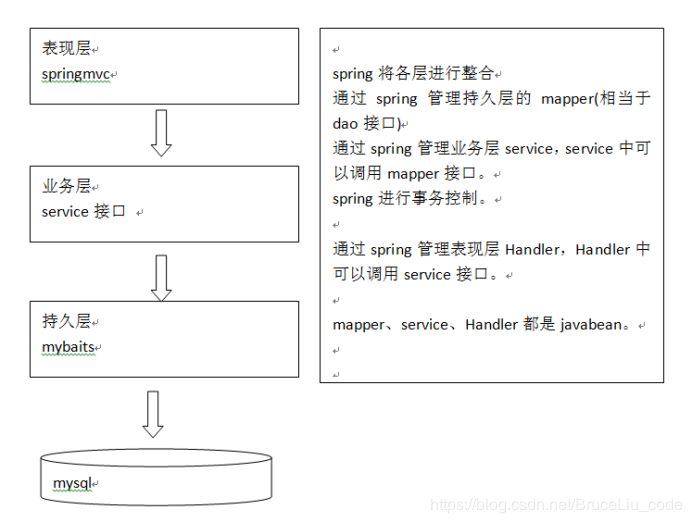 表现层
springmvc
业务层
service 接口
持久层
mybaits
mysql
spring 将各层进行整合
通过 spring 管理持久层的 mapper(相当于
dao 接口)
通过 spring 管理业务层 service，service 中可
以调用 mapper 接口。
spring 进行事务控制。
通过 spring 管理表现层 Handler，Handler 中
可以调用 service 接口。
mapper、service、Handler 都是 javabean。
https://blog.csdn.net/BruceLiu_code